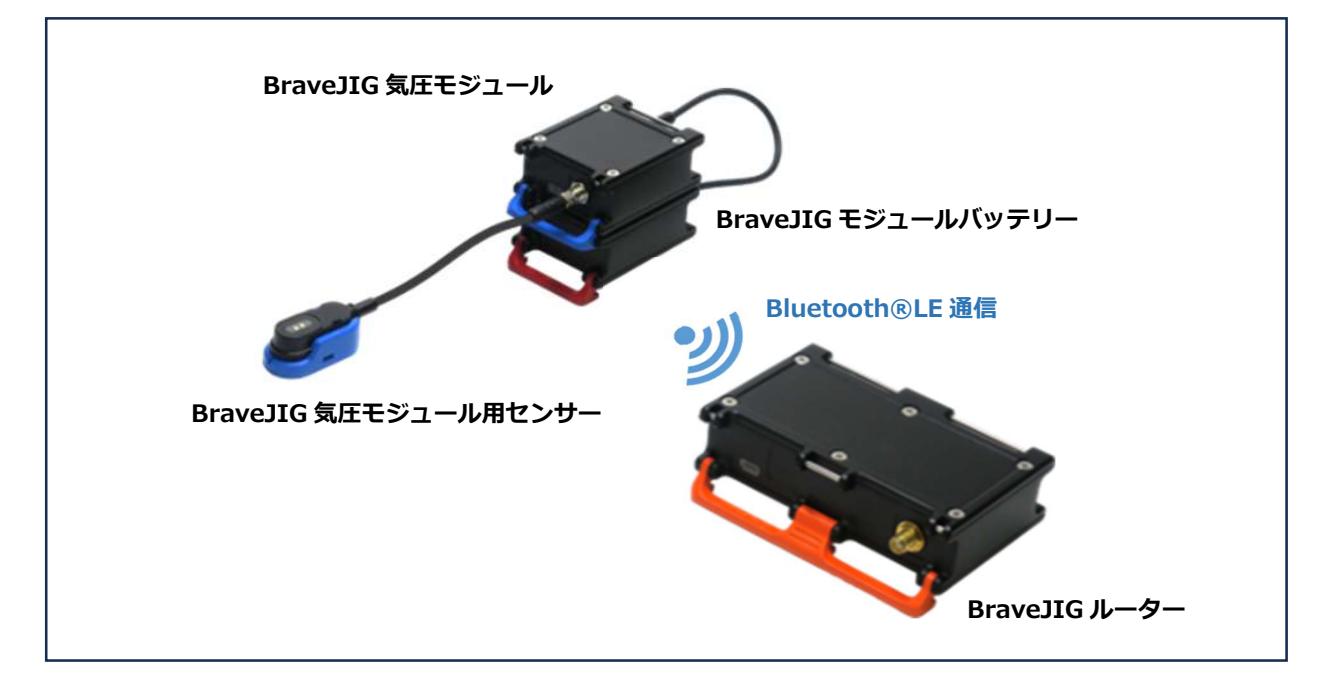 BraveJIG 気圧モジュール
BraveJIG モジュールバッテリー
Bluetooth®LE 通信
BraveJIG 気圧モジュール用センサー
BraveJIG ルーター